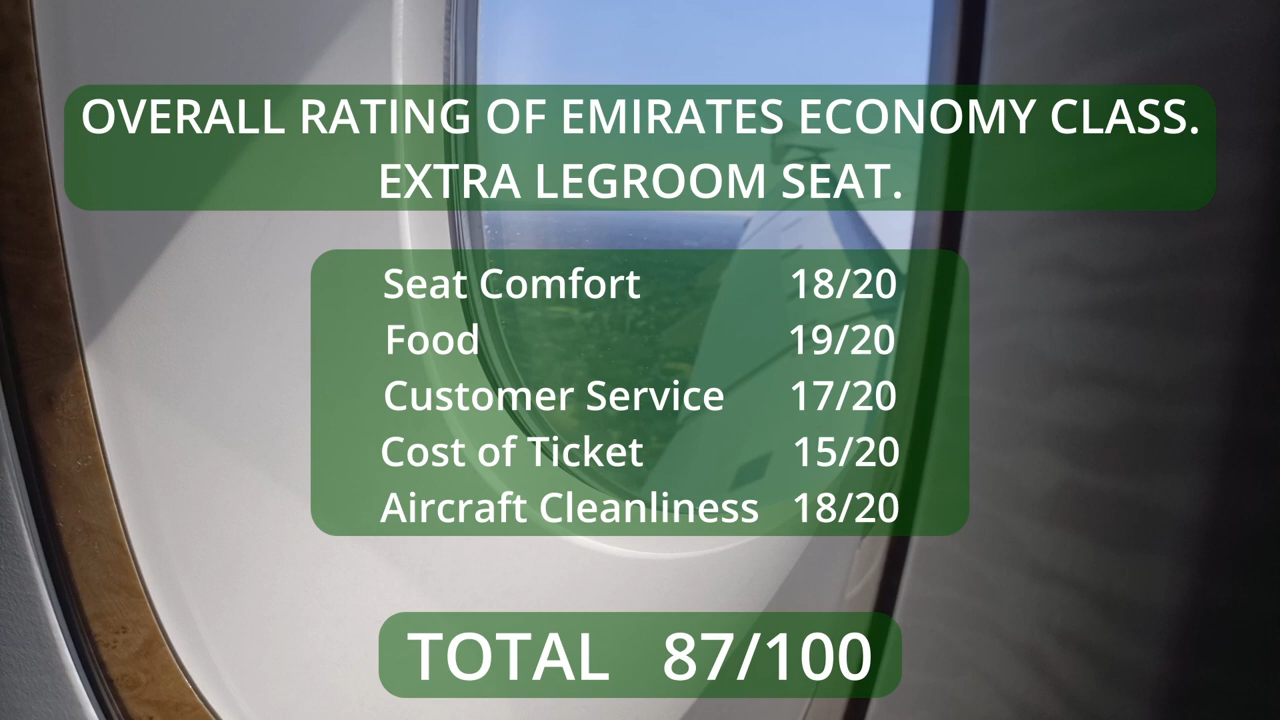 OVERALL RATING OF EMIRATES ECONOMY CLASS.
EXTRA LEGROOM SEAT.
Seat Comfort 18/20
Food 19/20
Customer Service 17/20
Cost of Ticket 15/20
Aircraft Cleanliness 18/20
TOTAL 87/100